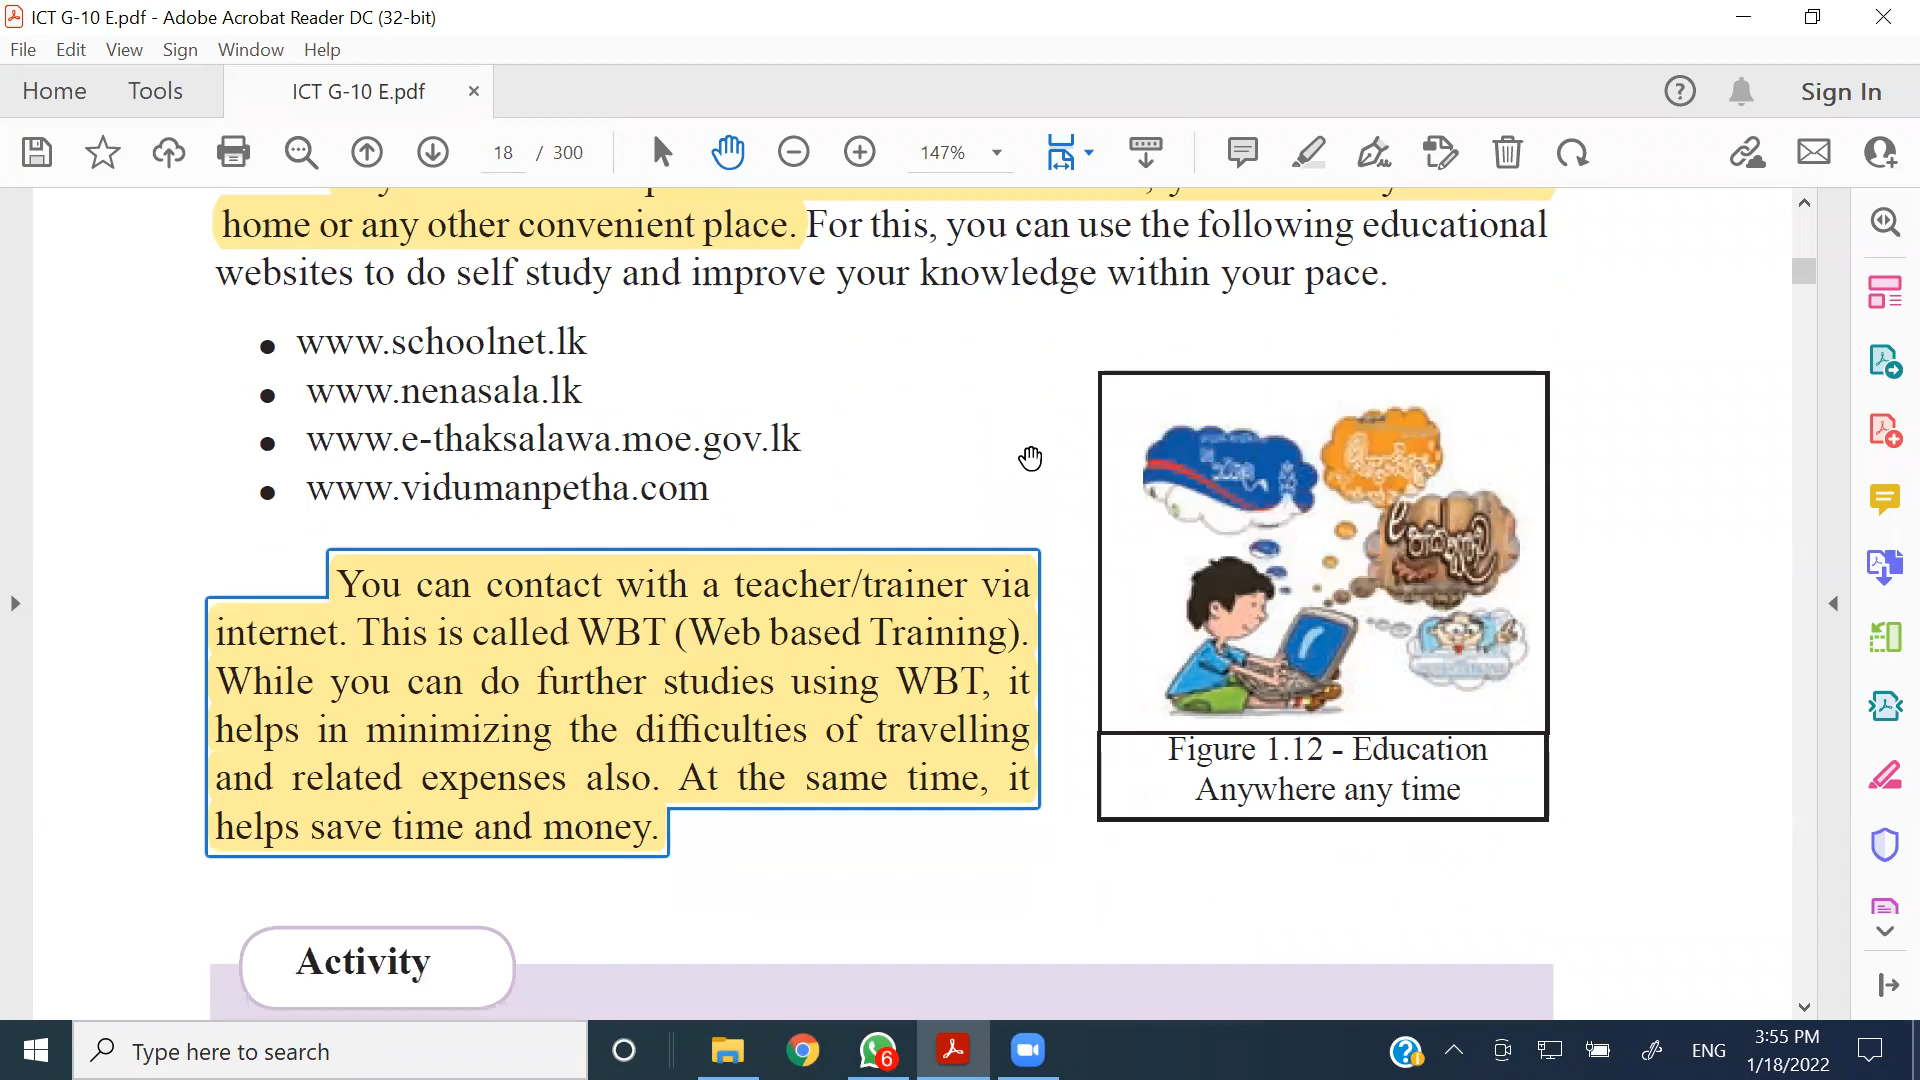 ICT G-10 E.pdf - Adobe Acrobat Reader DC (32-bit)
File Edit View Sign Window Help
Home Tools ICT G-10 E.pdf × Sign In
18 / 300 147%
home or any other convenient place. For this, you can use the following educational
websites to do self study and improve your knowledge within your pace.
● www.schoolnet.lk
● www.nenasala.lk
● www.e-thaksalawa.moe.gov.lk
● www.vidumanpetha.com
You can contact with a teacher/trainer via
internet. This is called WBT (Web based Training).
While you can do further studies using WBT, it
helps in minimizing the difficulties of travelling
and related expenses also. At the same time, it
helps save time and money.
Figure 1.12 - Education
Anywhere any time
Activity
Type here to search
6
ENG
3:55 PM
1/18/2022